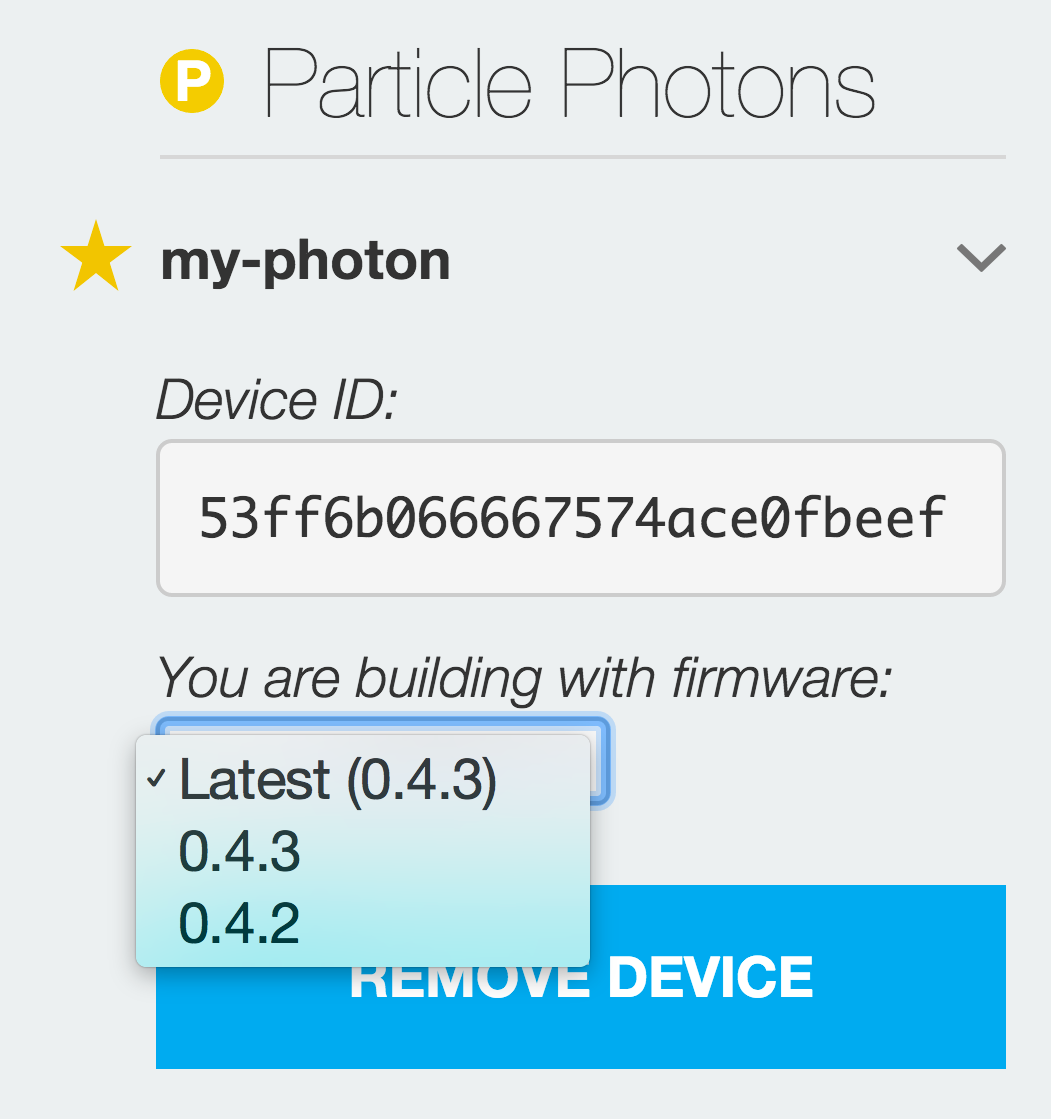 P Particle Photons
my-photon
Device ID:
53ff6b066667574ace0fbeef
You are building with firmware:
✓ Latest (0.4.3)
0.4.3
0.4.2
REMOVE DEVICE